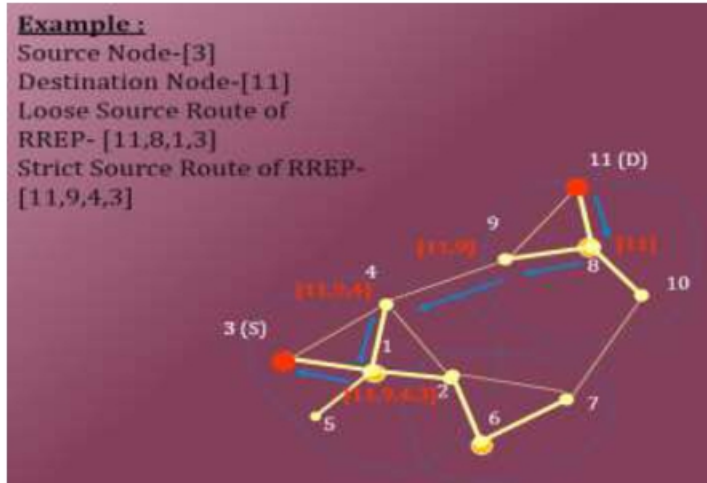 Example :
Source Node-[3]
Destination Node-[11]
Loose Source Route of
RREP- [11,8,1,3]
Strict Source Route of RREP-
[11,9,4,3]
11 (D)
9
[11,9]
8
[11]
10
4
[11,9,4]
3 (S)
1
[11,9,4,3]
2
5
6
7